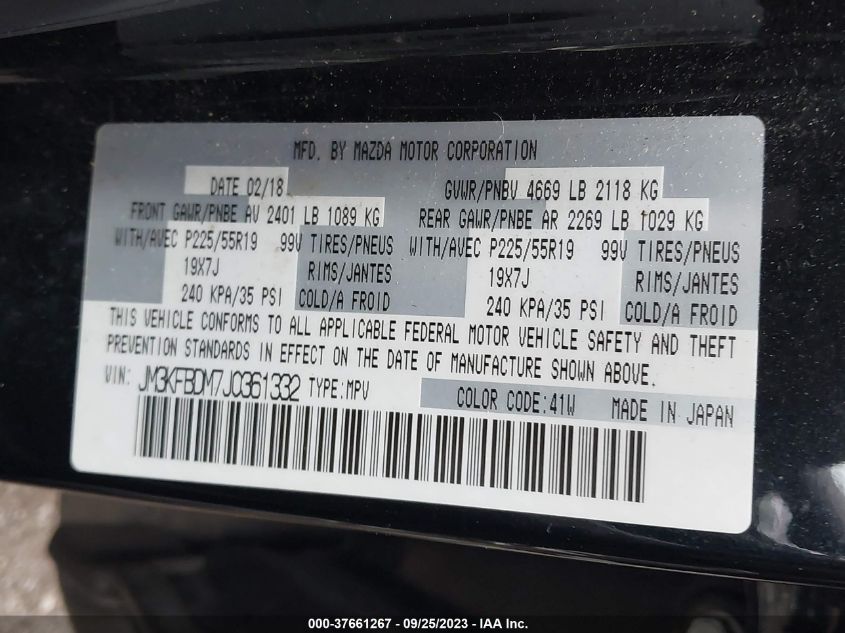 MFD. BY MAZDA MOTOR CORPORATION
DATE 02/18 GVWR/PNBV 4669 LB 2118 KG
FRONT GAWR/PNBE AV 2401 LB 1089 KG REAR GAWR/PNBE AR 2269 LB 1029 KG
WITH/AVEC P225/55R19 99V TIRES/PNEUS WITH/AVEC P225/55R19 99V TIRES/PNEUS
19X7J RIMS/JANTES 19X7J RIMS/JANTES
240 KPA/35 PSI COLD/A FROID 240 KPA/35 PSI COLD/A FROID
THIS VEHICLE CONFORMS TO ALL APPLICABLE FEDERAL MOTOR VEHICLE SAFETY AND THEFT
PREVENTION STANDARDS IN EFFECT ON THE DATE OF MANUFACTURE SHOWN ABOVE.
VIN: JM3KFBDM7J0361332 TYPE:MPV COLOR CODE:41W MADE IN JAPAN
000-37661267 - 09/25/2023 - IAA Inc.